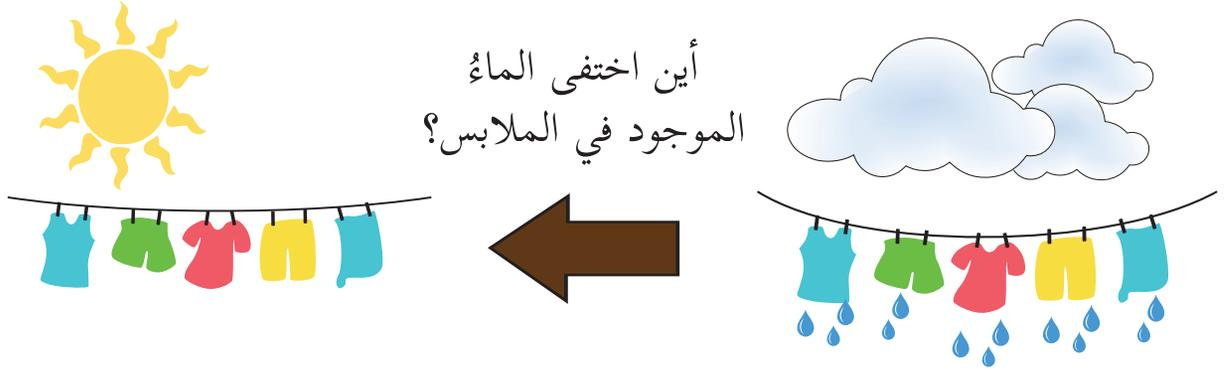 أين اختفى الماءُ
الموجود في الملابس؟